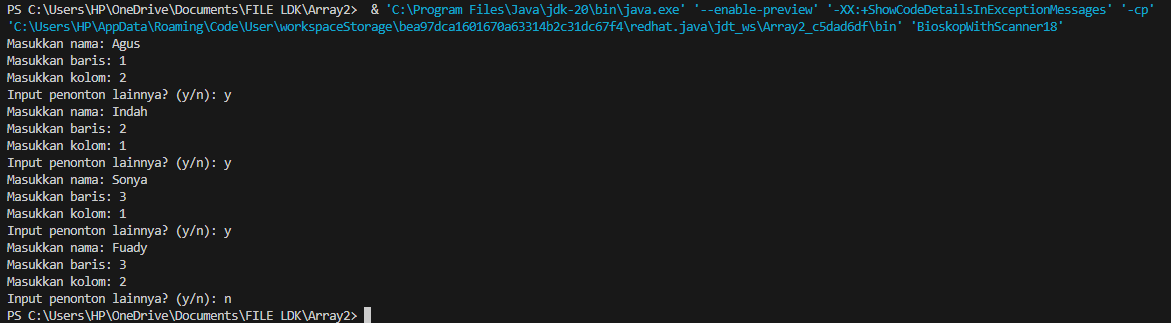 PS C:\Users\HP\OneDrive\Documents\FILE LDK\Array2>  & 'C:\Program Files\Java\jdk-20\bin\java.exe' '--enable-preview' '-XX:+ShowCodeDetailsInExceptionMessages' '-cp'
'C:\Users\HP\AppData\Roaming\Code\User\workspaceStorage\bea97dca1601670a63314b2c31dc67f4\redhat.java\jdt_ws\Array2_c5dad6df\bin' 'BioskopWithScanner18'
Masukkan nama: Agus
Masukkan baris: 1
Masukkan kolom: 2
Input penonton lainnya? (y/n): y
Masukkan nama: Indah
Masukkan baris: 2
Masukkan kolom: 1
Input penonton lainnya? (y/n): y
Masukkan nama: Sonya
Masukkan baris: 3
Masukkan kolom: 1
Input penonton lainnya? (y/n): y
Masukkan nama: Fuady
Masukkan baris: 3
Masukkan kolom: 2
Input penonton lainnya? (y/n): n
PS C:\Users\HP\OneDrive\Documents\FILE LDK\Array2>